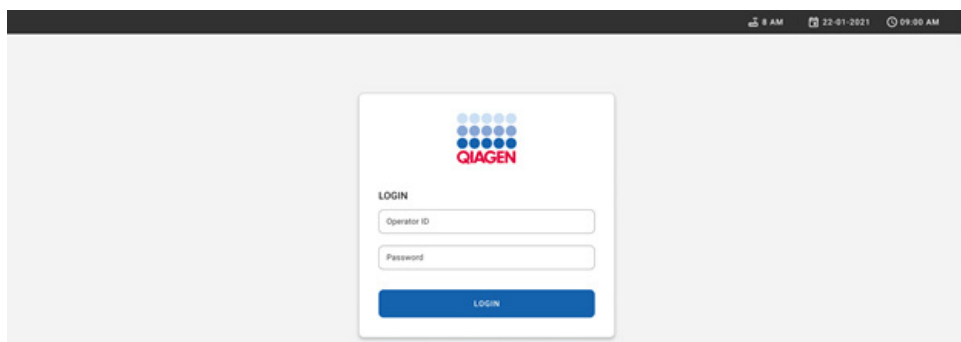 8 AM 22-01-2021 09:00 AM
QIAGEN
LOGIN
Operator ID
Password
LOGIN